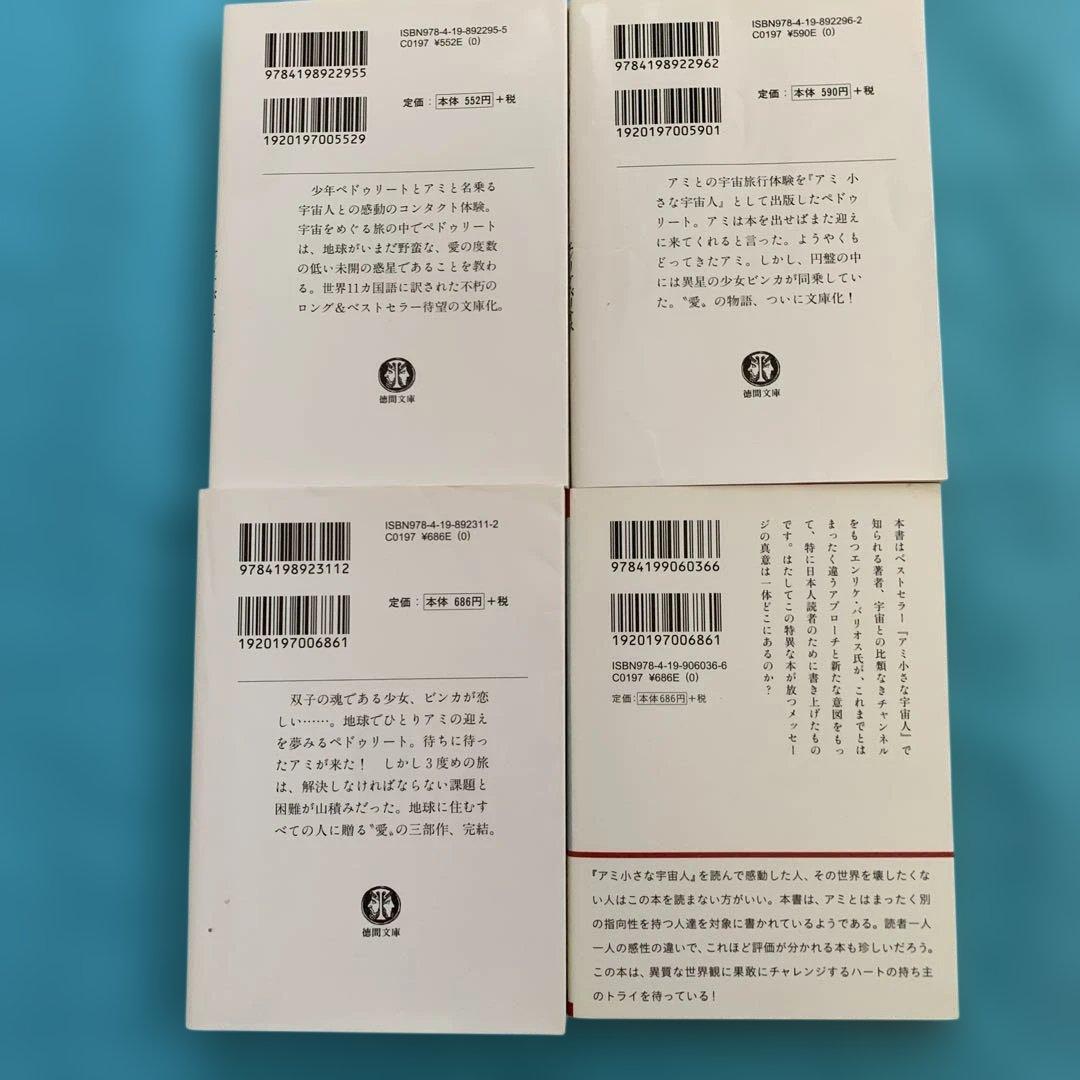 ISBN978-4-19-892295-5
C0197 ¥552E (0)
9784198922955
定価：本体 552円+税
1920197005529
少年ペドゥリートとアミと名乗る
宇宙人との感動のコンタクト体験。
宇宙をめぐる旅の中でペドゥリート
は、地球がいまだ野蛮な、愛の度数
の低い未開の惑星であることを教わ
る。世界11カ国語に訳された不朽の
ロング＆ベストセラー待望の文庫化。
徳間文庫
ISBN978-4-19-892296-2
C0197 ¥590E (0)
9784198922962
定価：本体 590円+税
1920197005901
アミとの宇宙旅行体験を『アミ 小
さな宇宙人』として出版したペドゥ
リート。アミは本を出せばまた迎え
に来てくれると言った。ようやくも
どってきたアミ。しかし、円盤の中
には異星の少女ビンカが同乗してい
た。〝愛〟の物語、ついに文庫化！
徳間文庫
ISBN978-4-19-892311-2
C0197 ¥686E (0)
9784198923112
定価：本体 686円+税
1920197006861
双子の魂である少女、ビンカが恋
しい……。地球でひとりアミの迎え
を夢みるペドゥリート。待ちに待っ
たアミが来た！ しかし３度めの旅
は、解決しなければならない課題と
困難が山積みだった。地球に住むす
べての人に贈る〝愛〟の三部作、完結。
徳間文庫
9784199060366
1920197006861
ISBN978-4-19-906036-6
C0197 ¥686E (0)
定価：本体686円+税
本書はベストセラー『アミ小さな宇宙人』で
知られる著者、宇宙との比類なきチャンネル
をもつエンリケ・バリオス氏が、これまでとは
まったく違うアプローチと新たな意図をもっ
て、特に日本人読者のために書き上げたもの
です。はたしてこの特異な本が放つメッセー
ジの真意は一体どこにあるのか？
『アミ小さな宇宙人』を読んで感動した人、その世界を壊したくな
い人はこの本を読まない方がいい。本書は、アミとはまったく別
の指向性を持つ人達を対象に書かれているようである。読者一人
一人の感性の違いで、これほど評価が分かれる本も珍しいだろう。
この本は、異質な世界観に果敢にチャレンジするハートの持ち主
のトライを待っている！